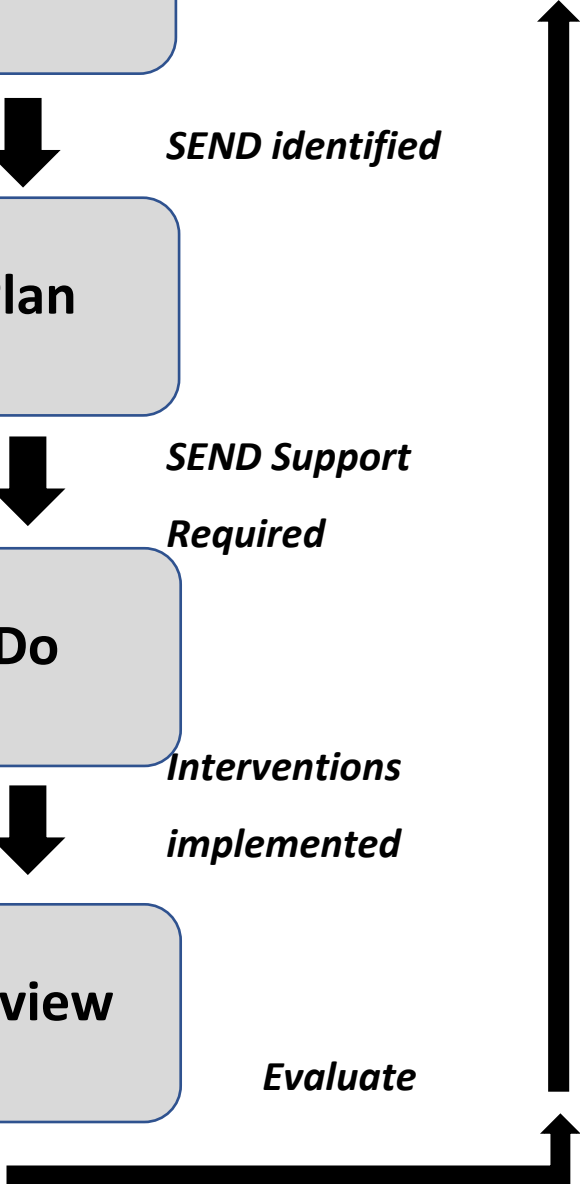 SEND identified
lan
SEND Support
Required
Do
Interventions
implemented
view
Evaluate